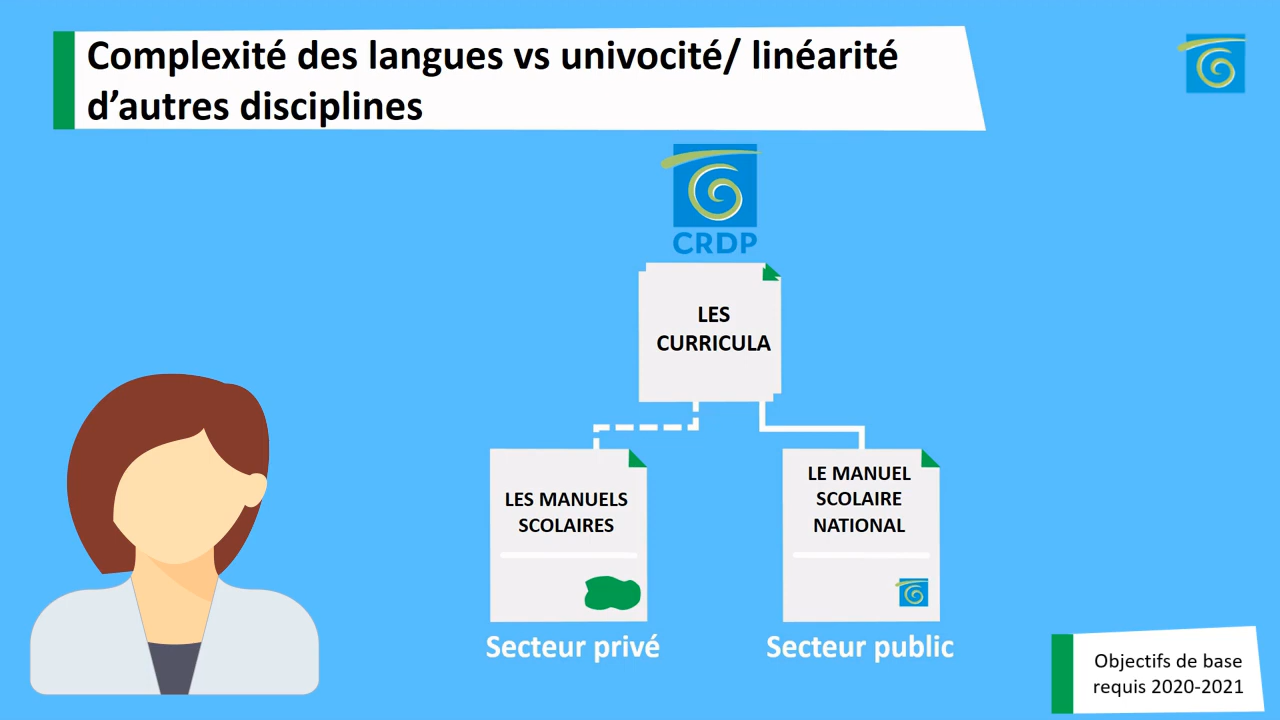 Complexité des langues vs univocité/ linéarité
d’autres disciplines
CRDP
LES
CURRICULA
LES MANUELS
SCOLAIRES
LE MANUEL
SCOLAIRE
NATIONAL
Secteur privé
Secteur public
Objectifs de base
requis 2020-2021